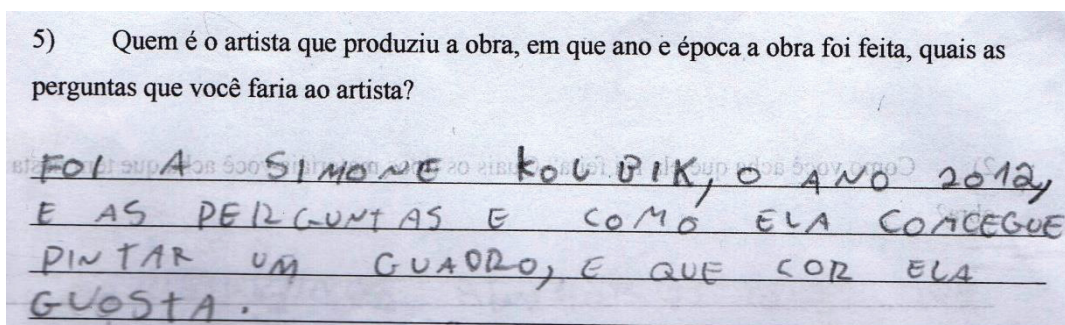 5) Quem é o artista que produziu a obra, em que ano e época a obra foi feita, quais as
perguntas que você faria ao artista?
FOI A SIMONE KOUBIK, O ANO 2012,
E AS PERGUNTAS E COMO ELA CONCEGUE
PINTAR UM GUADRO, E QUE COR ELA
GUOSTA.